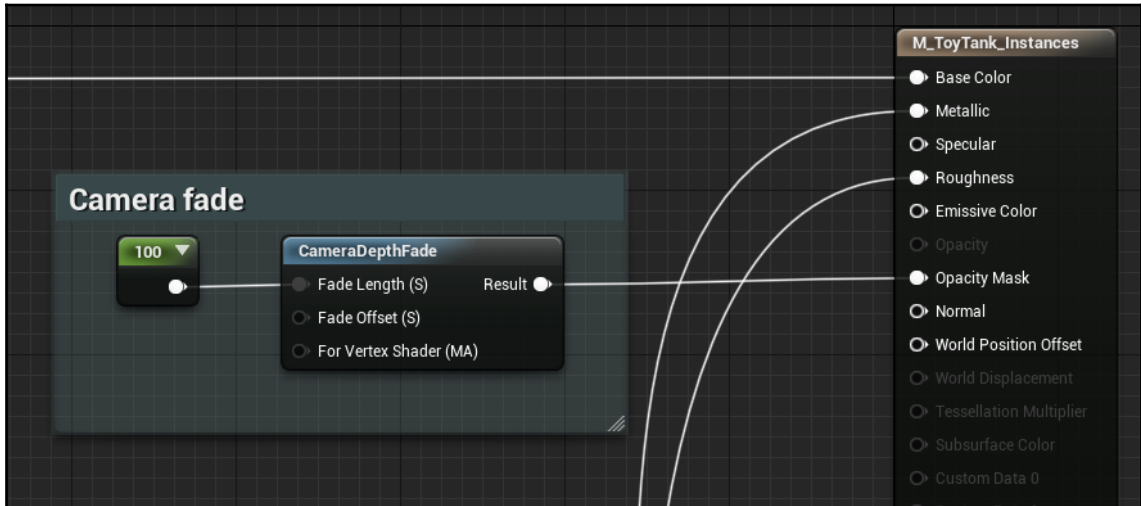 M_ToyTank_Instances
Base Color
Metallic
Specular
Camera fade
Roughness
Emissive Color
100
CameraDepthFade
Opacity
Fade Length (S)
Result
Opacity Mask
Fade Offset (S)
Normal
For Vertex Shader (MA)
World Position Offset
World Displacement
Tessellation Multiplier
Subsurface Color
Custom Data 0